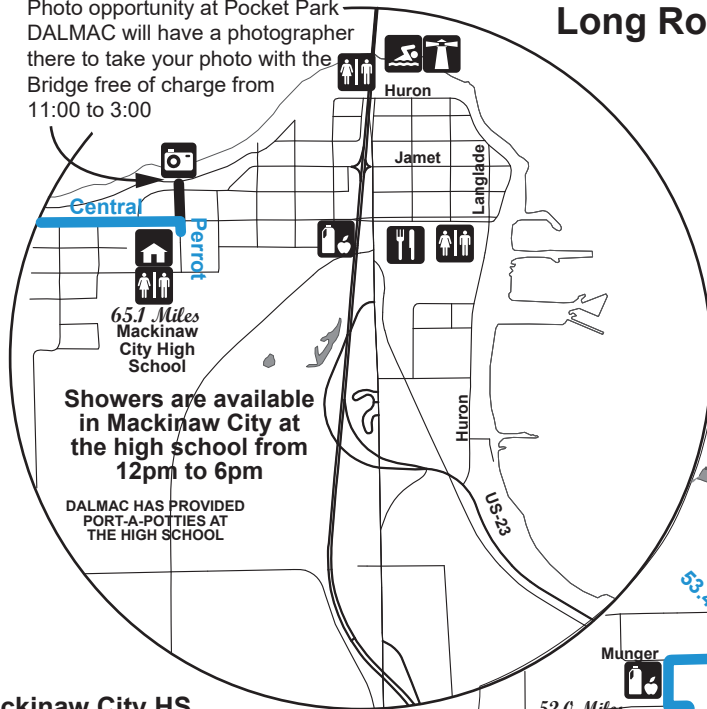 Photo opportunity at Pocket Park
DALMAC will have a photographer
there to take your photo with the
Bridge free of charge from
11:00 to 3:00
Long Ro
Huron
Jamet
Langlade
Central
Perrot
65.1 Miles
Mackinaw
City High
School
Showers are available
in Mackinaw City at
the high school from
12pm to 6pm
DALMAC HAS PROVIDED
PORT-A-POTTIES AT
THE HIGH SCHOOL
Huron
US-23
53.
Munger
Miles
ckinaw City HS